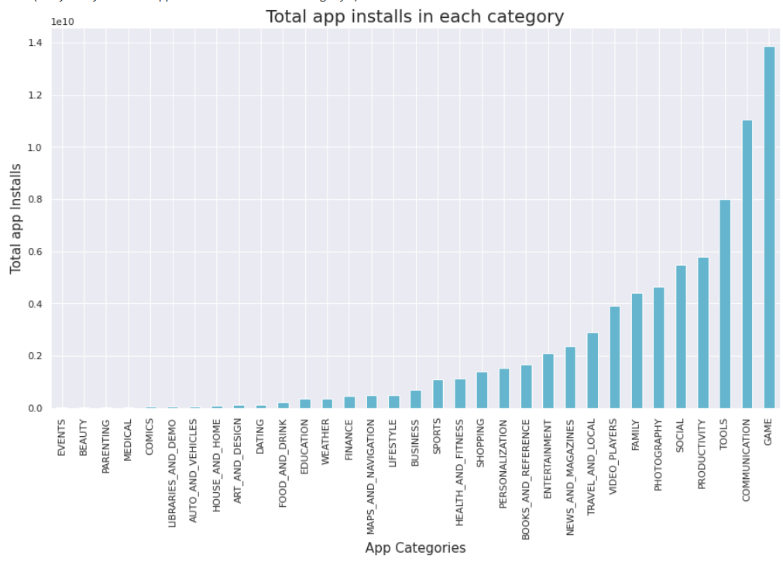 Total app installs in each category
1e10
1.4
1.2
1.0
0.8
0.6
0.4
0.2
0.0
Total app Installs
EVENTS
BEAUTY
PARENTING
MEDICAL
COMICS
LIBRARIES_AND_DEMO
AUTO_AND_VEHICLES
HOUSE_AND_HOME
ART_AND_DESIGN
DATING
FOOD_AND_DRINK
EDUCATION
WEATHER
FINANCE
MAPS_AND_NAVIGATION
LIFESTYLE
BUSINESS
SPORTS
HEALTH_AND_FITNESS
SHOPPING
PERSONALIZATION
BOOKS_AND_REFERENCE
ENTERTAINMENT
NEWS_AND_MAGAZINES
TRAVEL_AND_LOCAL
VIDEO_PLAYERS
FAMILY
PHOTOGRAPHY
SOCIAL
PRODUCTIVITY
TOOLS
COMMUNICATION
GAME
App Categories